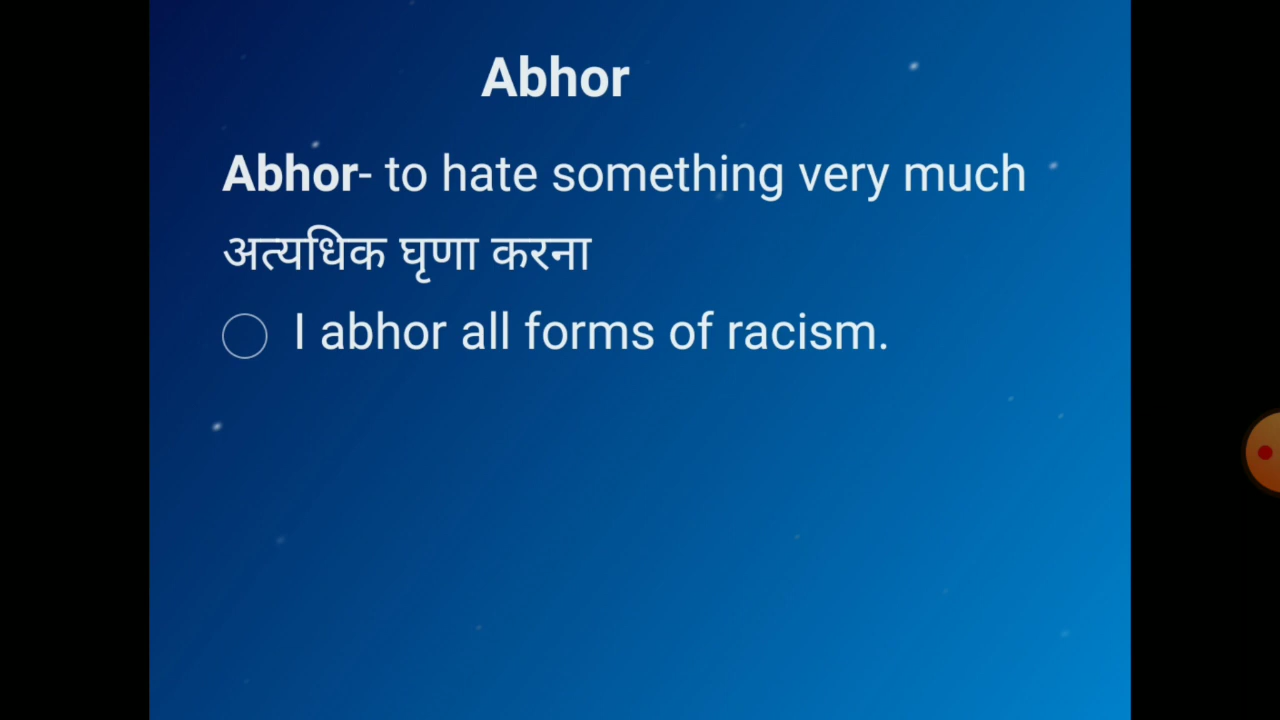 Abhor
Abhor- to hate something very much
अत्यधिक घृणा करना
I abhor all forms of racism.